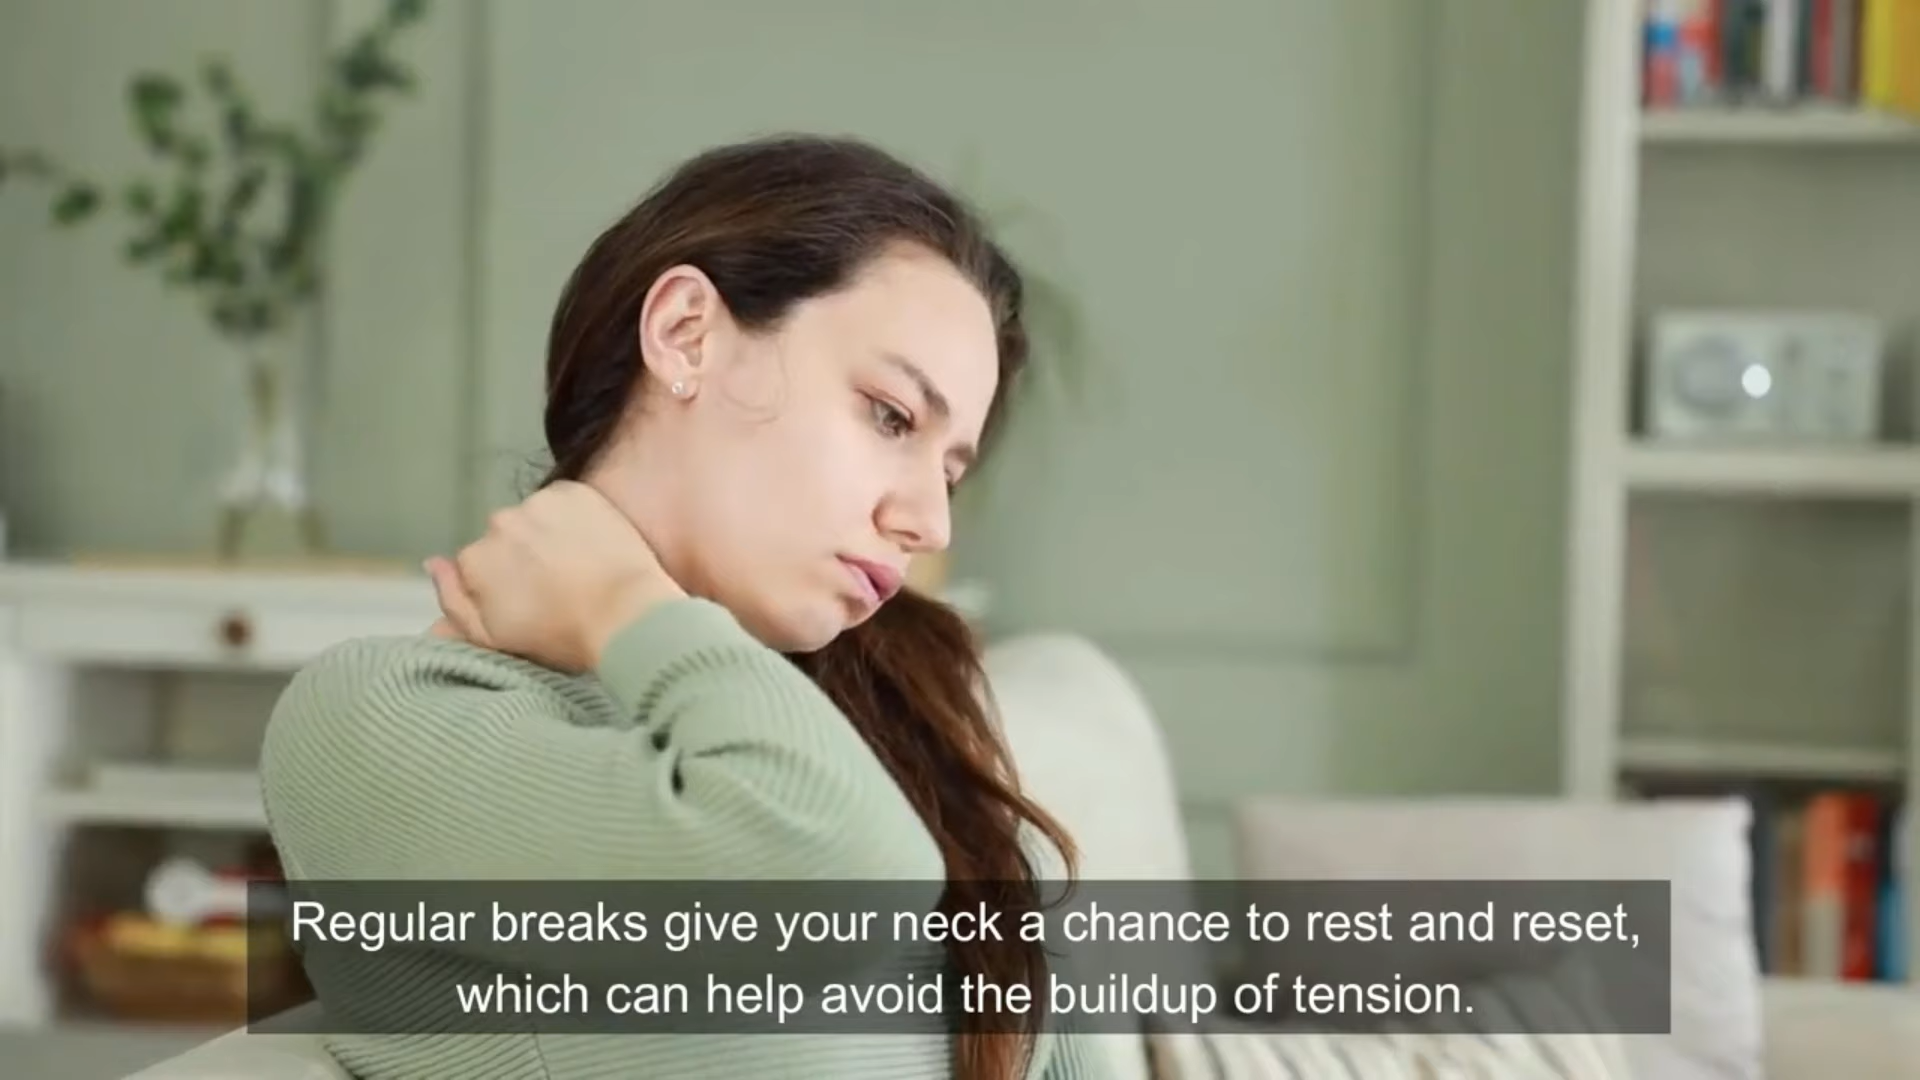 Regular breaks give your neck a chance to rest and reset,
which can help avoid the buildup of tension.